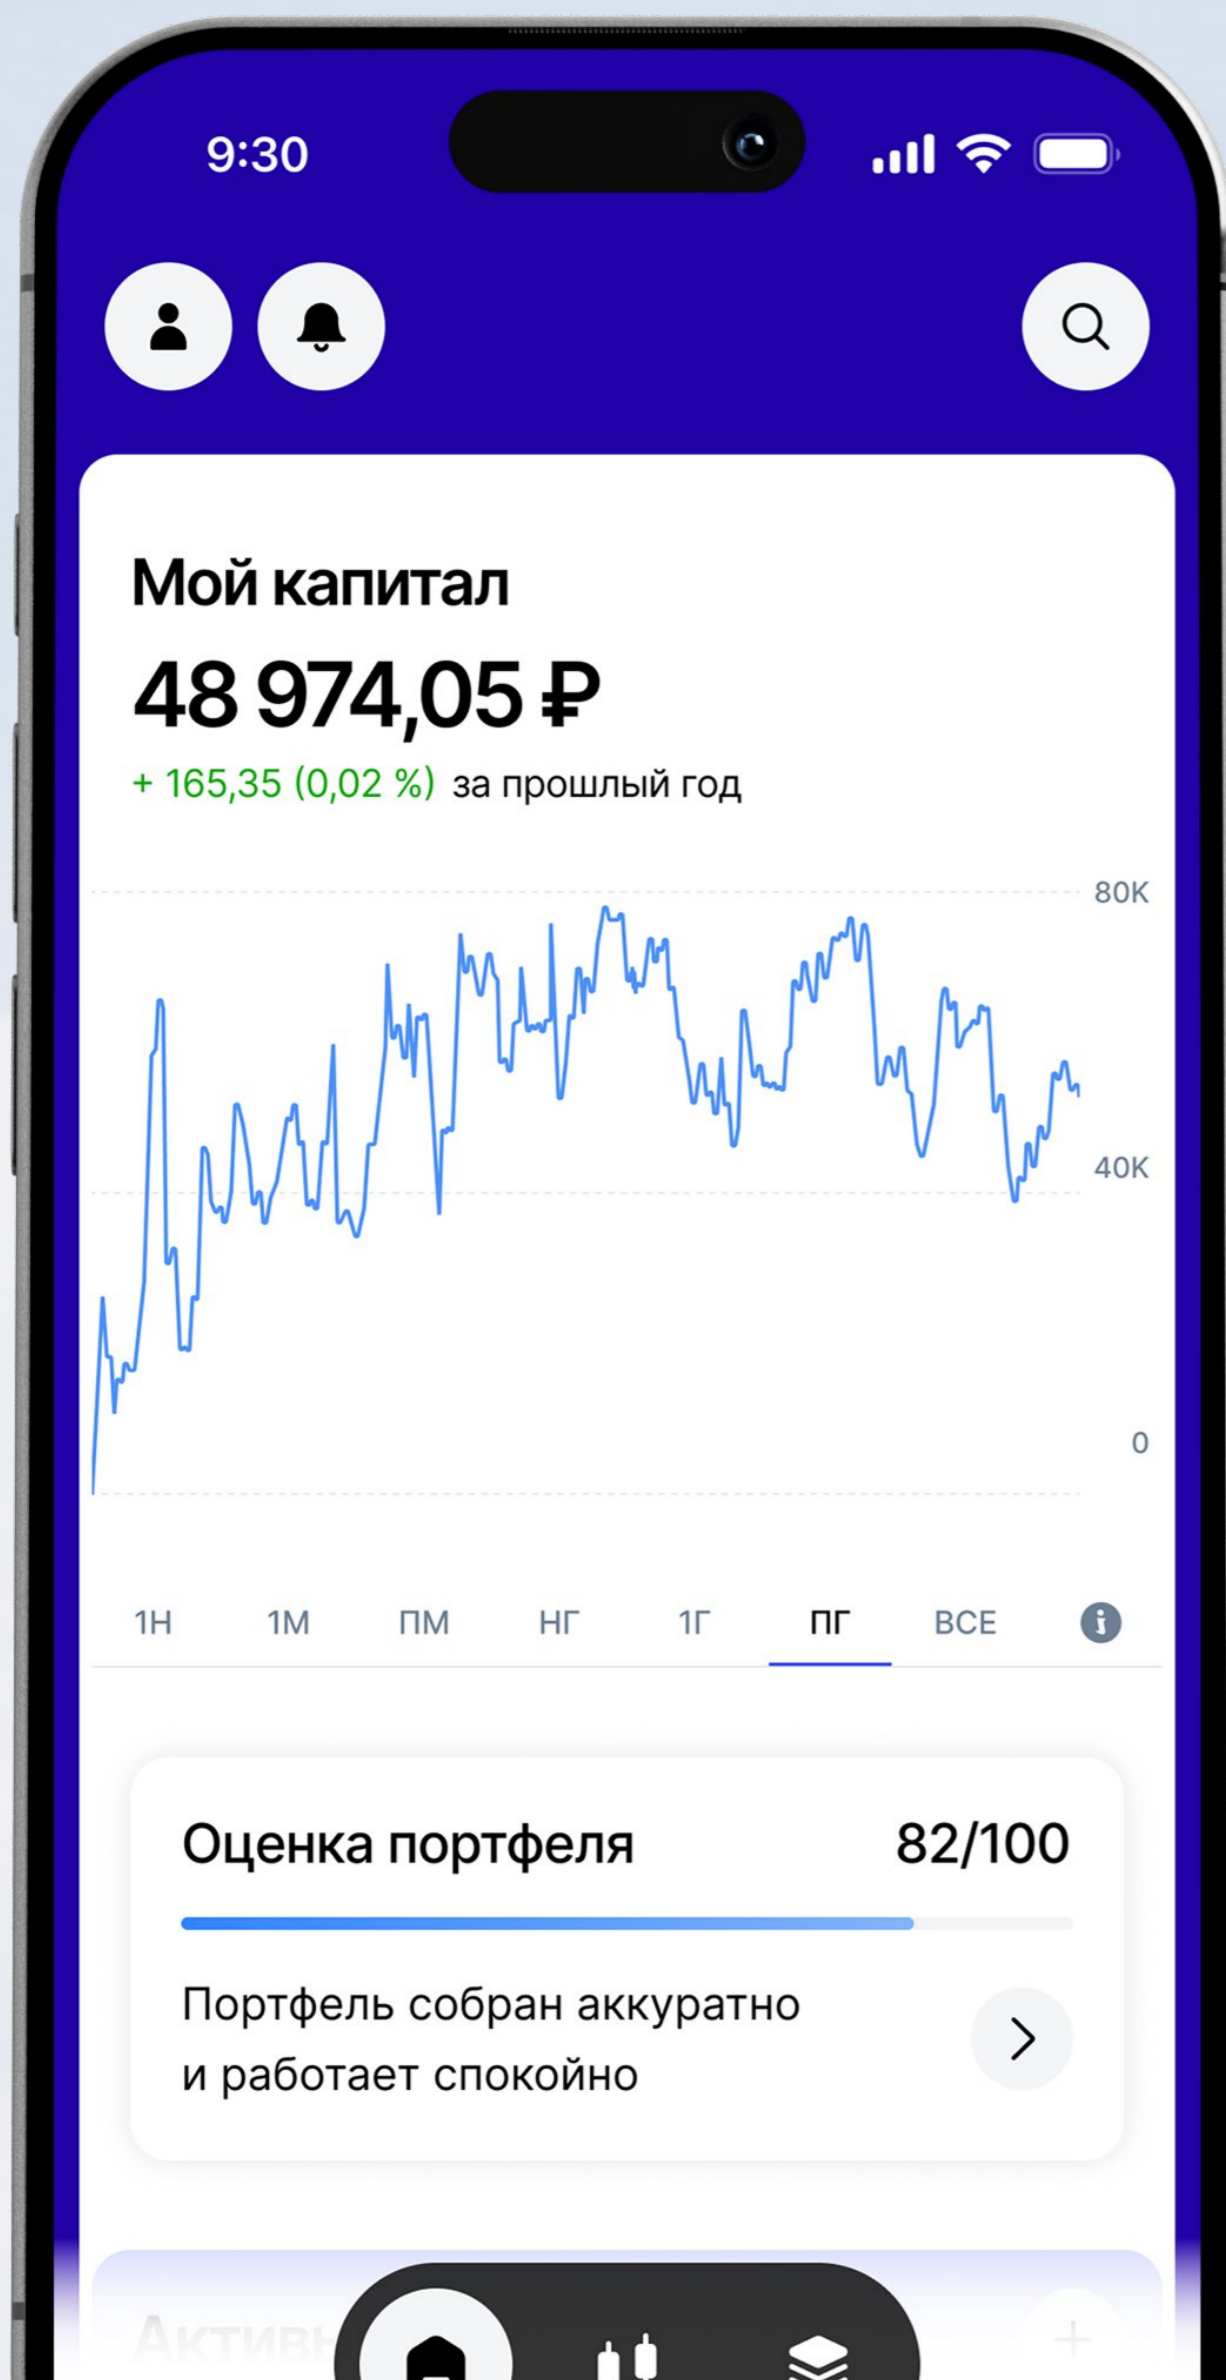 9:30
Мой капитал
48 974,05 ₽
+ 165,35 (0,02 %) за прошлый год
80K
40K
0
1Н 1М ПМ НГ 1Г ПГ ВСЕ i
Оценка портфеля 82/100
Портфель собран аккуратно
и работает спокойно
Активы